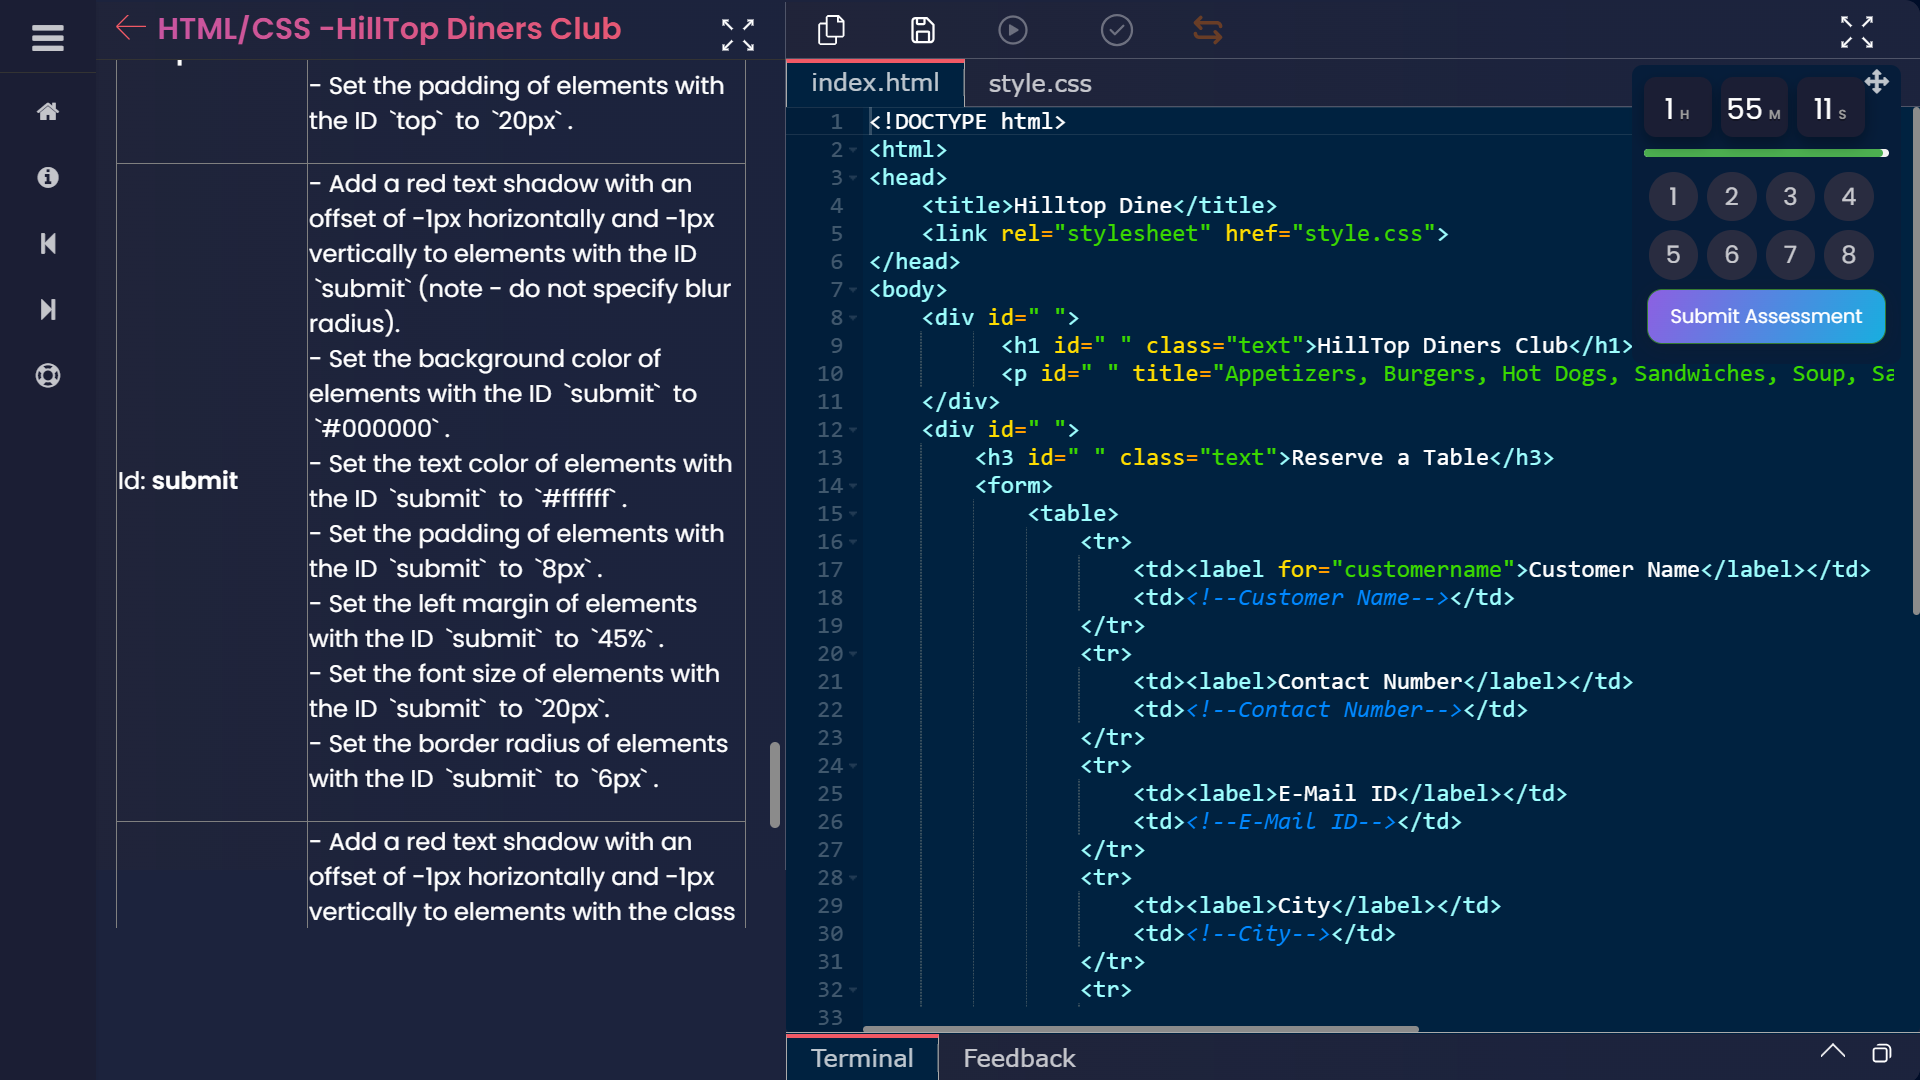 HTML/CSS -HillTop Diners Club
- Set the padding of elements with
the ID `top` to `20px`.
- Add a red text shadow with an
offset of -1px horizontally and -1px
vertically to elements with the ID
`submit` (note - do not specify blur
radius).
- Set the background color of
elements with the ID `submit` to
`#000000`.
- Set the text color of elements with
the ID `submit` to `#ffffff`.
- Set the padding of elements with
the ID `submit` to `8px`.
- Set the left margin of elements
with the ID `submit` to `45%`.
- Set the font size of elements with
the ID `submit` to `20px`.
- Set the border radius of elements
with the ID `submit` to `6px`.
Id: submit
- Add a red text shadow with an
offset of -1px horizontally and -1px
vertically to elements with the class
index.html
style.css
1 <!DOCTYPE html>
2 <html>
3 <head>
4 <title>Hilltop Dine</title>
5 <link rel="stylesheet" href="style.css">
6 </head>
7 <body>
8 <div id=" ">
9 <h1 id=" " class="text">HillTop Diners Club</h1>
10 <p id=" " title="Appetizers, Burgers, Hot Dogs, Sandwiches, Soup, Sa
11 </div>
12 <div id=" ">
13 <h3 id=" " class="text">Reserve a Table</h3>
14 <form>
15 <table>
16 <tr>
17 <td><label for="customername">Customer Name</label></td>
18 <td><!--Customer Name--></td>
19 </tr>
20 <tr>
21 <td><label>Contact Number</label></td>
22 <td><!--Contact Number--></td>
23 </tr>
24 <tr>
25 <td><label>E-Mail ID</label></td>
26 <td><!--E-Mail ID--></td>
27 </tr>
28 <tr>
29 <td><label>City</label></td>
30 <td><!--City--></td>
31 </tr>
32 <tr>
33
1 H 55 M 11 S
1 2 3 4
5 6 7 8
Submit Assessment
Terminal
Feedback